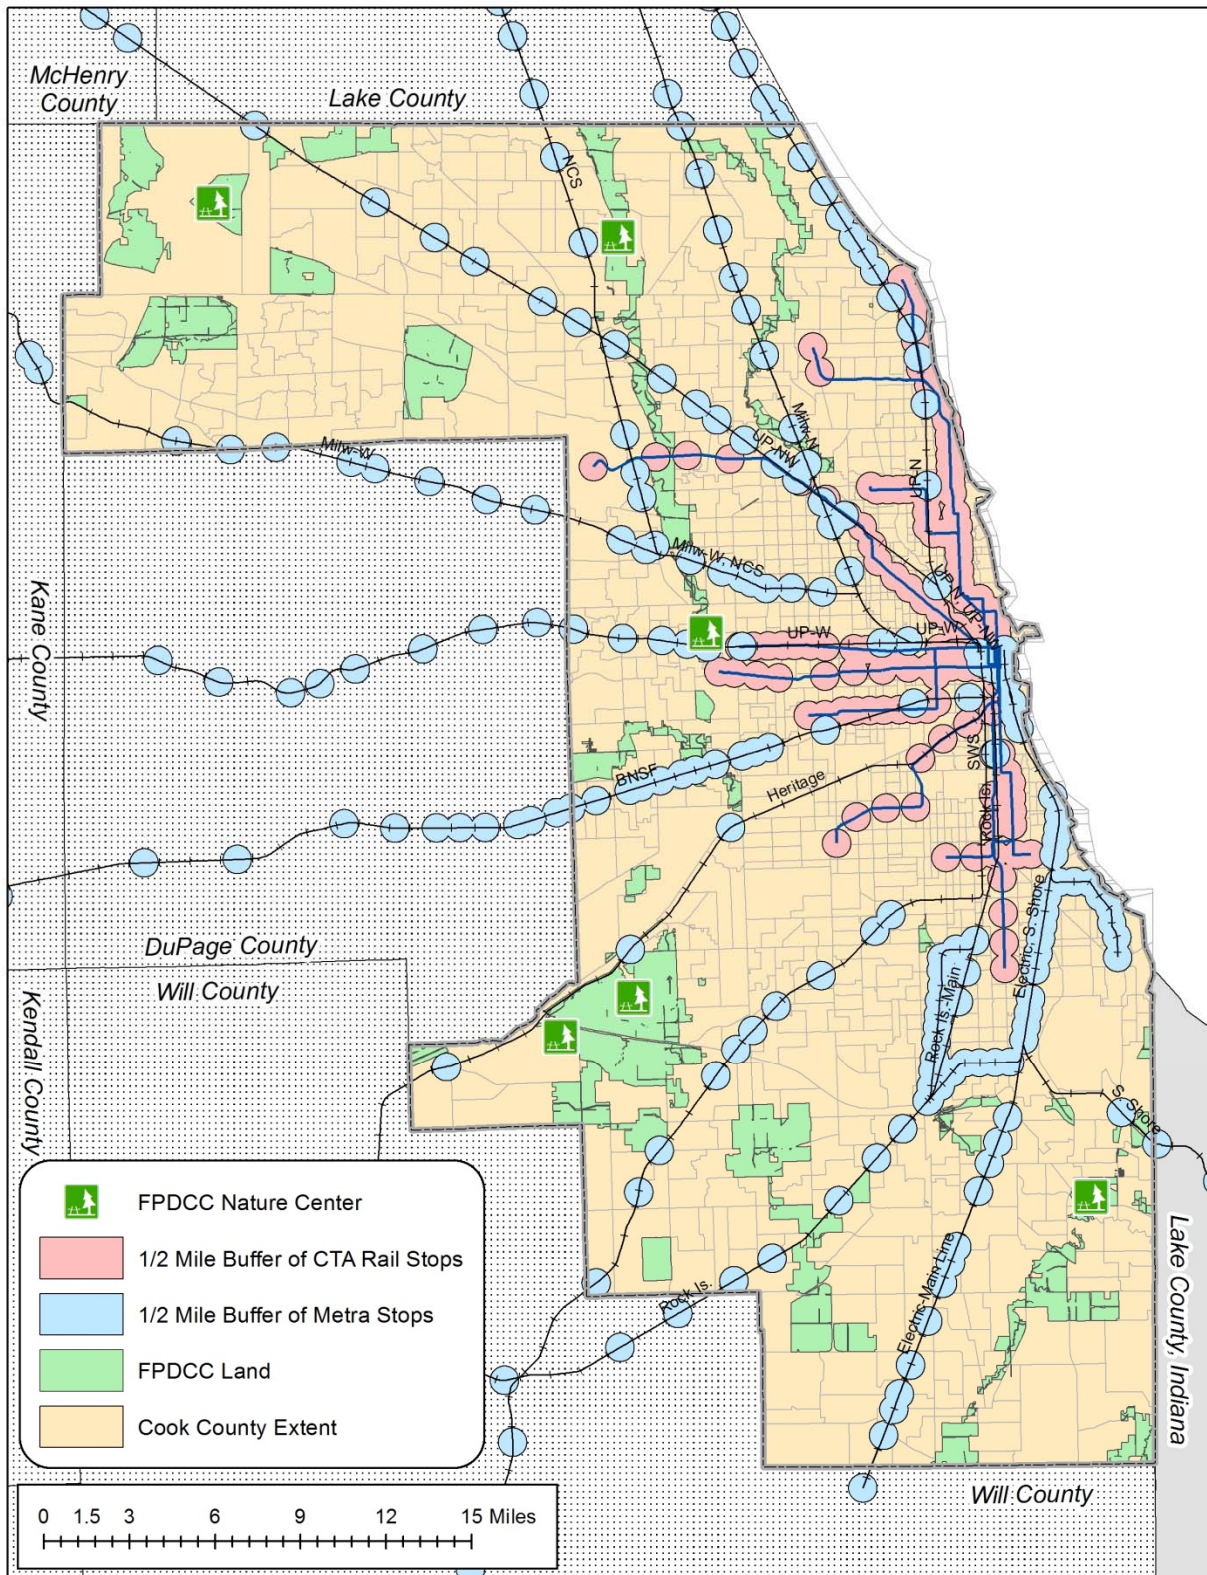 McHenry
County
Lake County
NCS
Milw-N
UP-NW
Milw-W
UP-N
Milw-W, NCS
UP-N, UP-NW
UP-W
UP-W
Kane County
BNSF
Heritage
SWS
Rock Isl
Electric, S. Shore
DuPage County
Will County
Rock Is.-Main
Kendall County
S. Shore
Electric-Main Line
Rock Is.
Lake County, Indiana
FPDCC Nature Center
1/2 Mile Buffer of CTA Rail Stops
1/2 Mile Buffer of Metra Stops
FPDCC Land
Cook County Extent
Will County
0 1.5 3 6 9 12 15 Miles